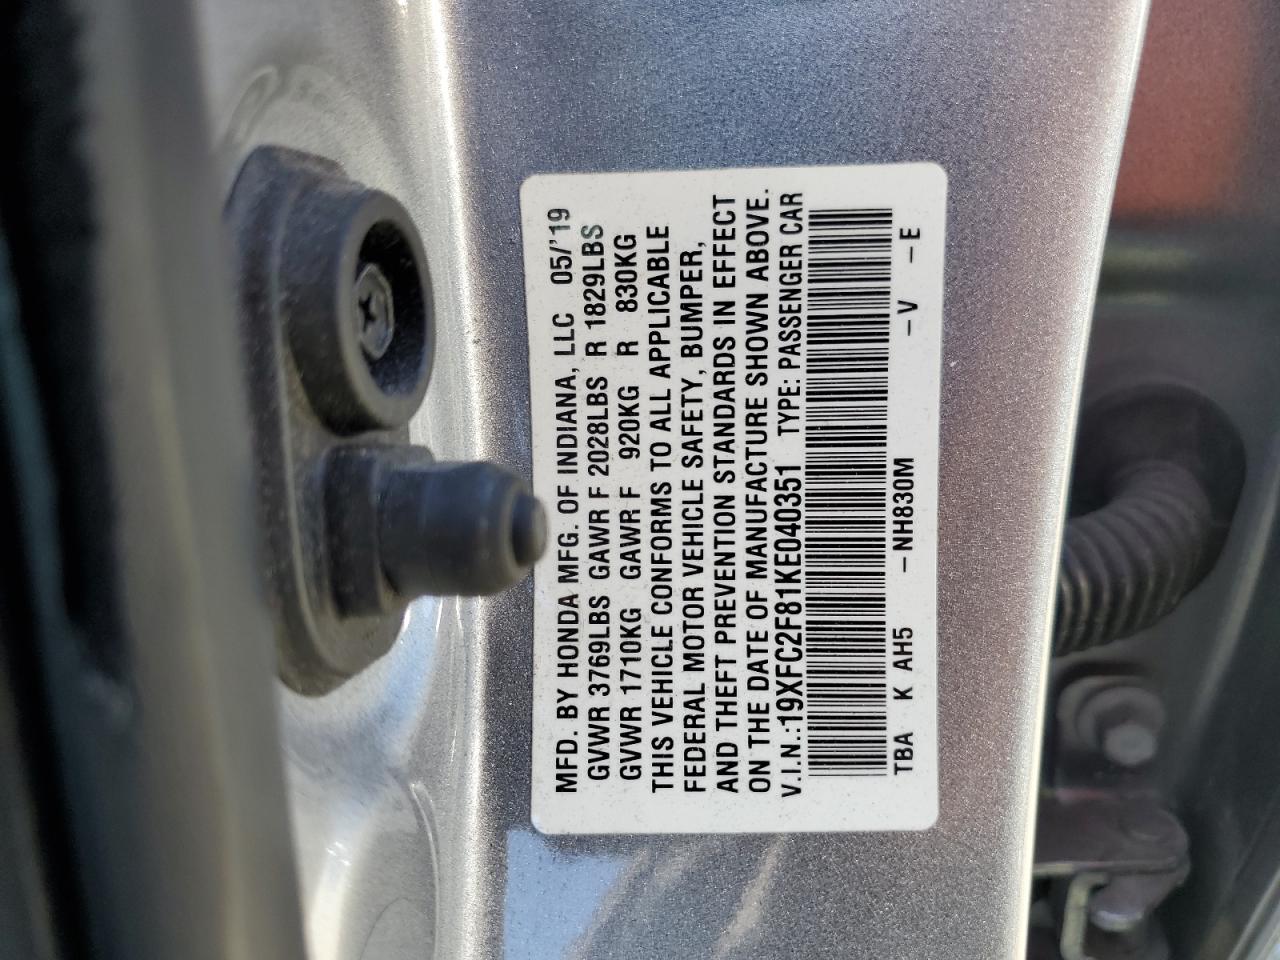 MFD. BY HONDA MFG. OF INDIANA, LLC 05/'19
GVWR 3769LBS GAWR F 2028LBS R 1829LBS
GVWR 1710KG GAWR F 920KG R 830KG
THIS VEHICLE CONFORMS TO ALL APPLICABLE
FEDERAL MOTOR VEHICLE SAFETY, BUMPER,
AND THEFT PREVENTION STANDARDS IN EFFECT
ON THE DATE OF MANUFACTURE SHOWN ABOVE.
V.I.N.:19XFC2F81KE040351 TYPE: PASSENGER CAR
TBA K AH5 –NH830M –V –E